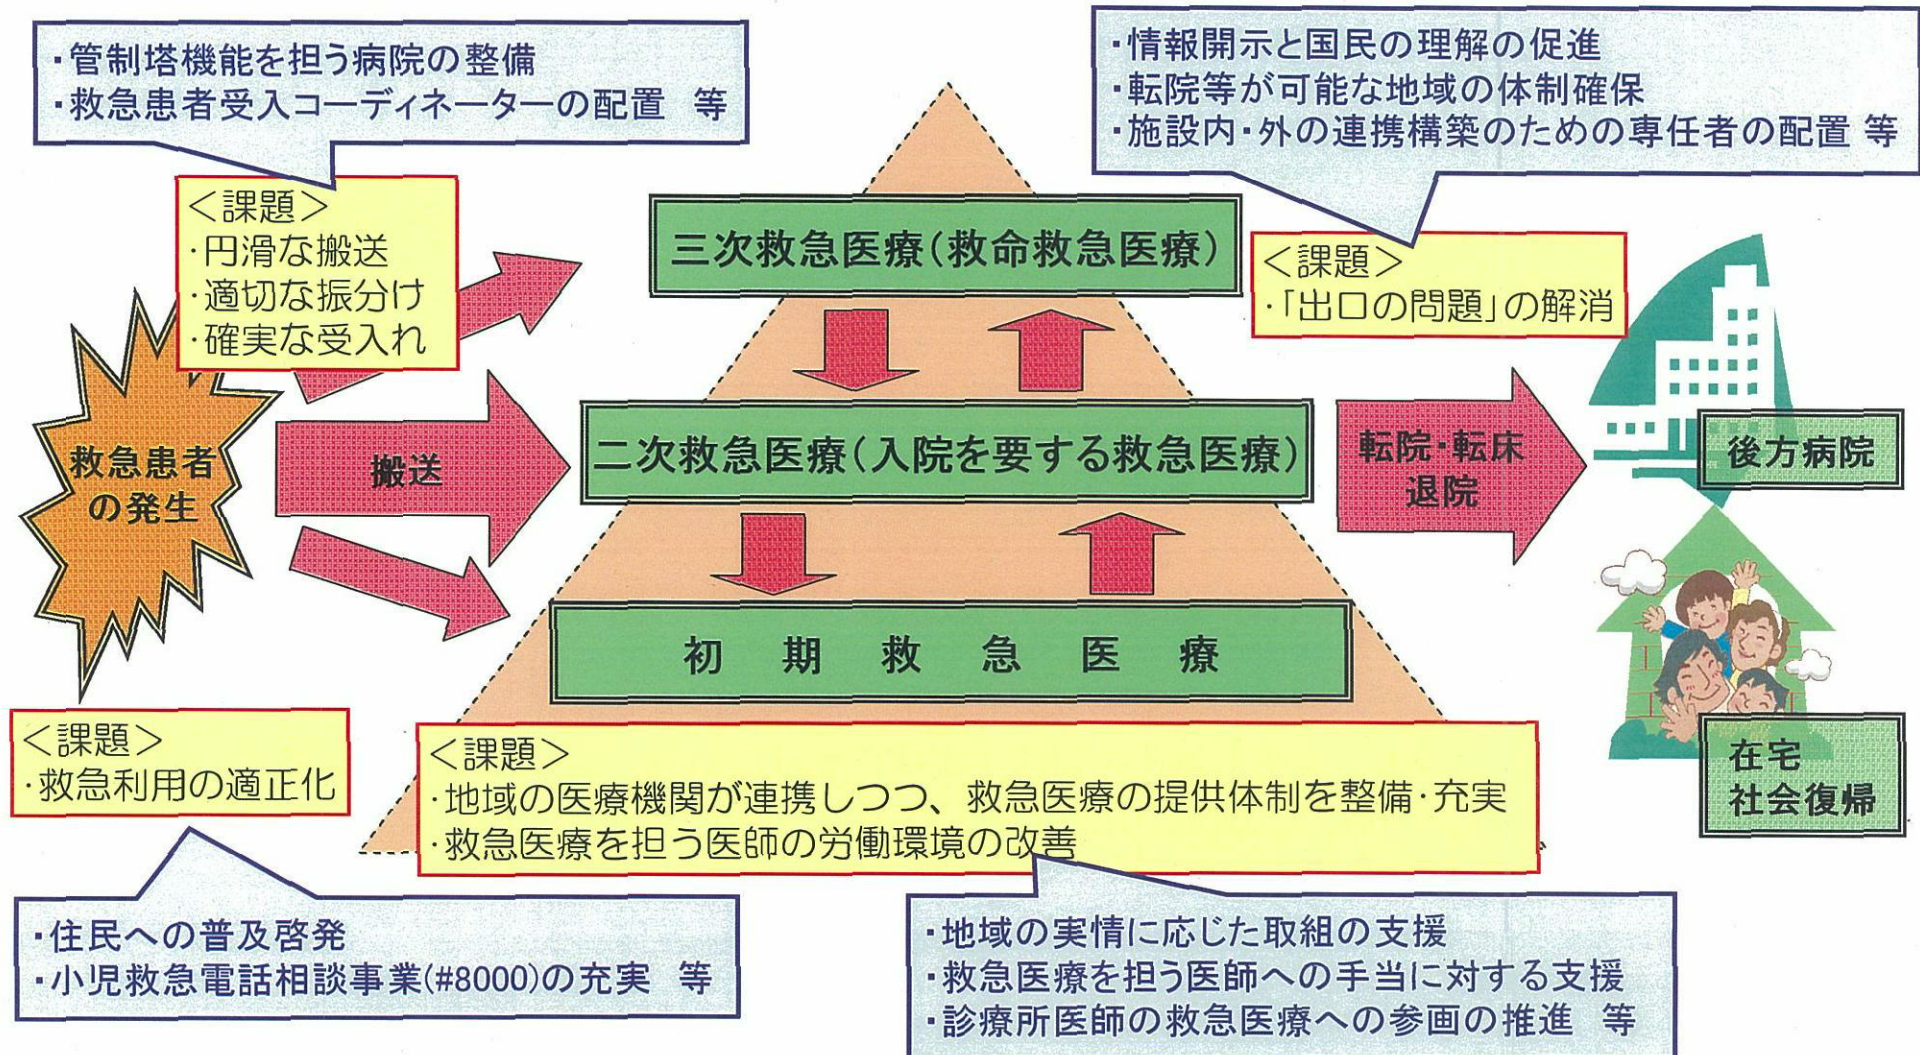 ・管制塔機能を担う病院の整備
・救急患者受入コーディネーターの配置 等
・情報開示と国民の理解の促進
・転院等が可能な地域の体制確保
・施設内・外の連携構築のための専任者の配置 等
＜課題＞
・円滑な搬送
・適切な振分け
・確実な受入れ
三次救急医療(救命救急医療)
＜課題＞
・「出口の問題」の解消
救急患者
の発生
搬送
二次救急医療(入院を要する救急医療)
転院・転床
退院
後方病院
初期救急医療
＜課題＞
・救急利用の適正化
＜課題＞
・地域の医療機関が連携しつつ、救急医療の提供体制を整備・充実
・救急医療を担う医師の労働環境の改善
在宅
社会復帰
・住民への普及啓発
・小児救急電話相談事業(#8000)の充実 等
・地域の実情に応じた取組の支援
・救急医療を担う医師への手当に対する支援
・診療所医師の救急医療への参画の推進 等